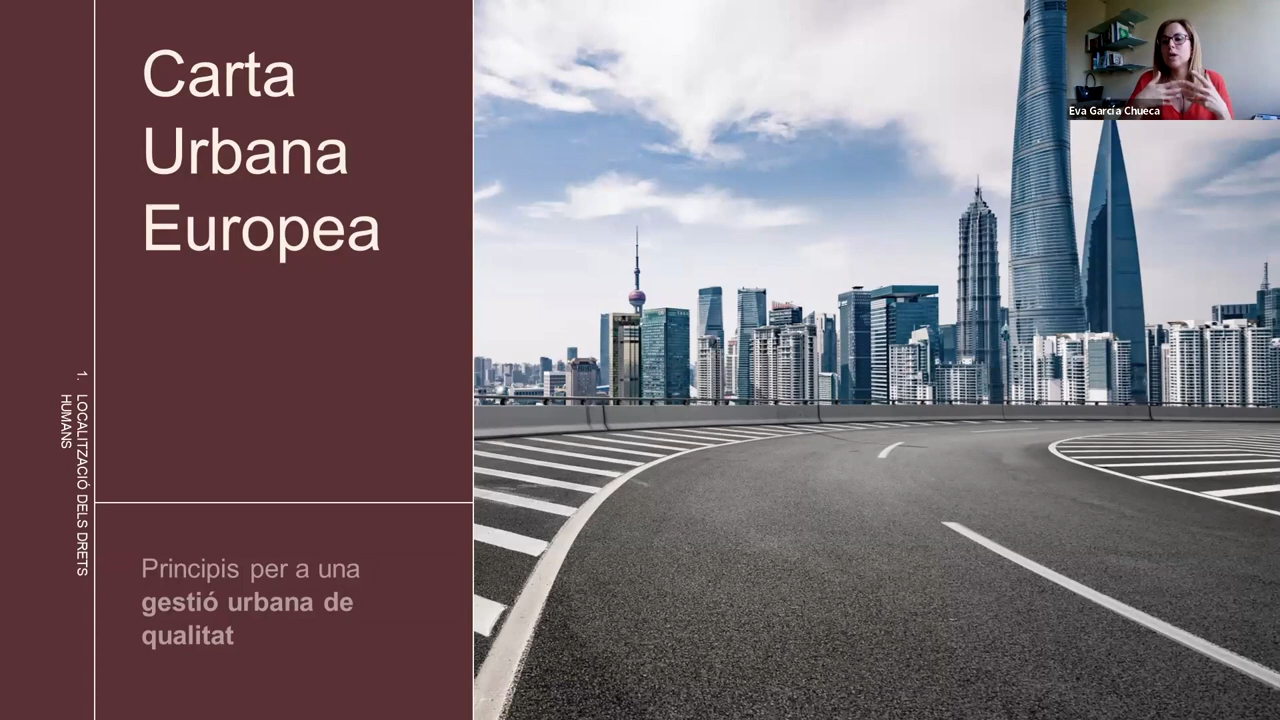 Carta
Urbana
Europea
1. LOCALITZACIÓ DELS DRETS
HUMANS
Principis per a una
gestió urbana de
qualitat
Eva García Chueca